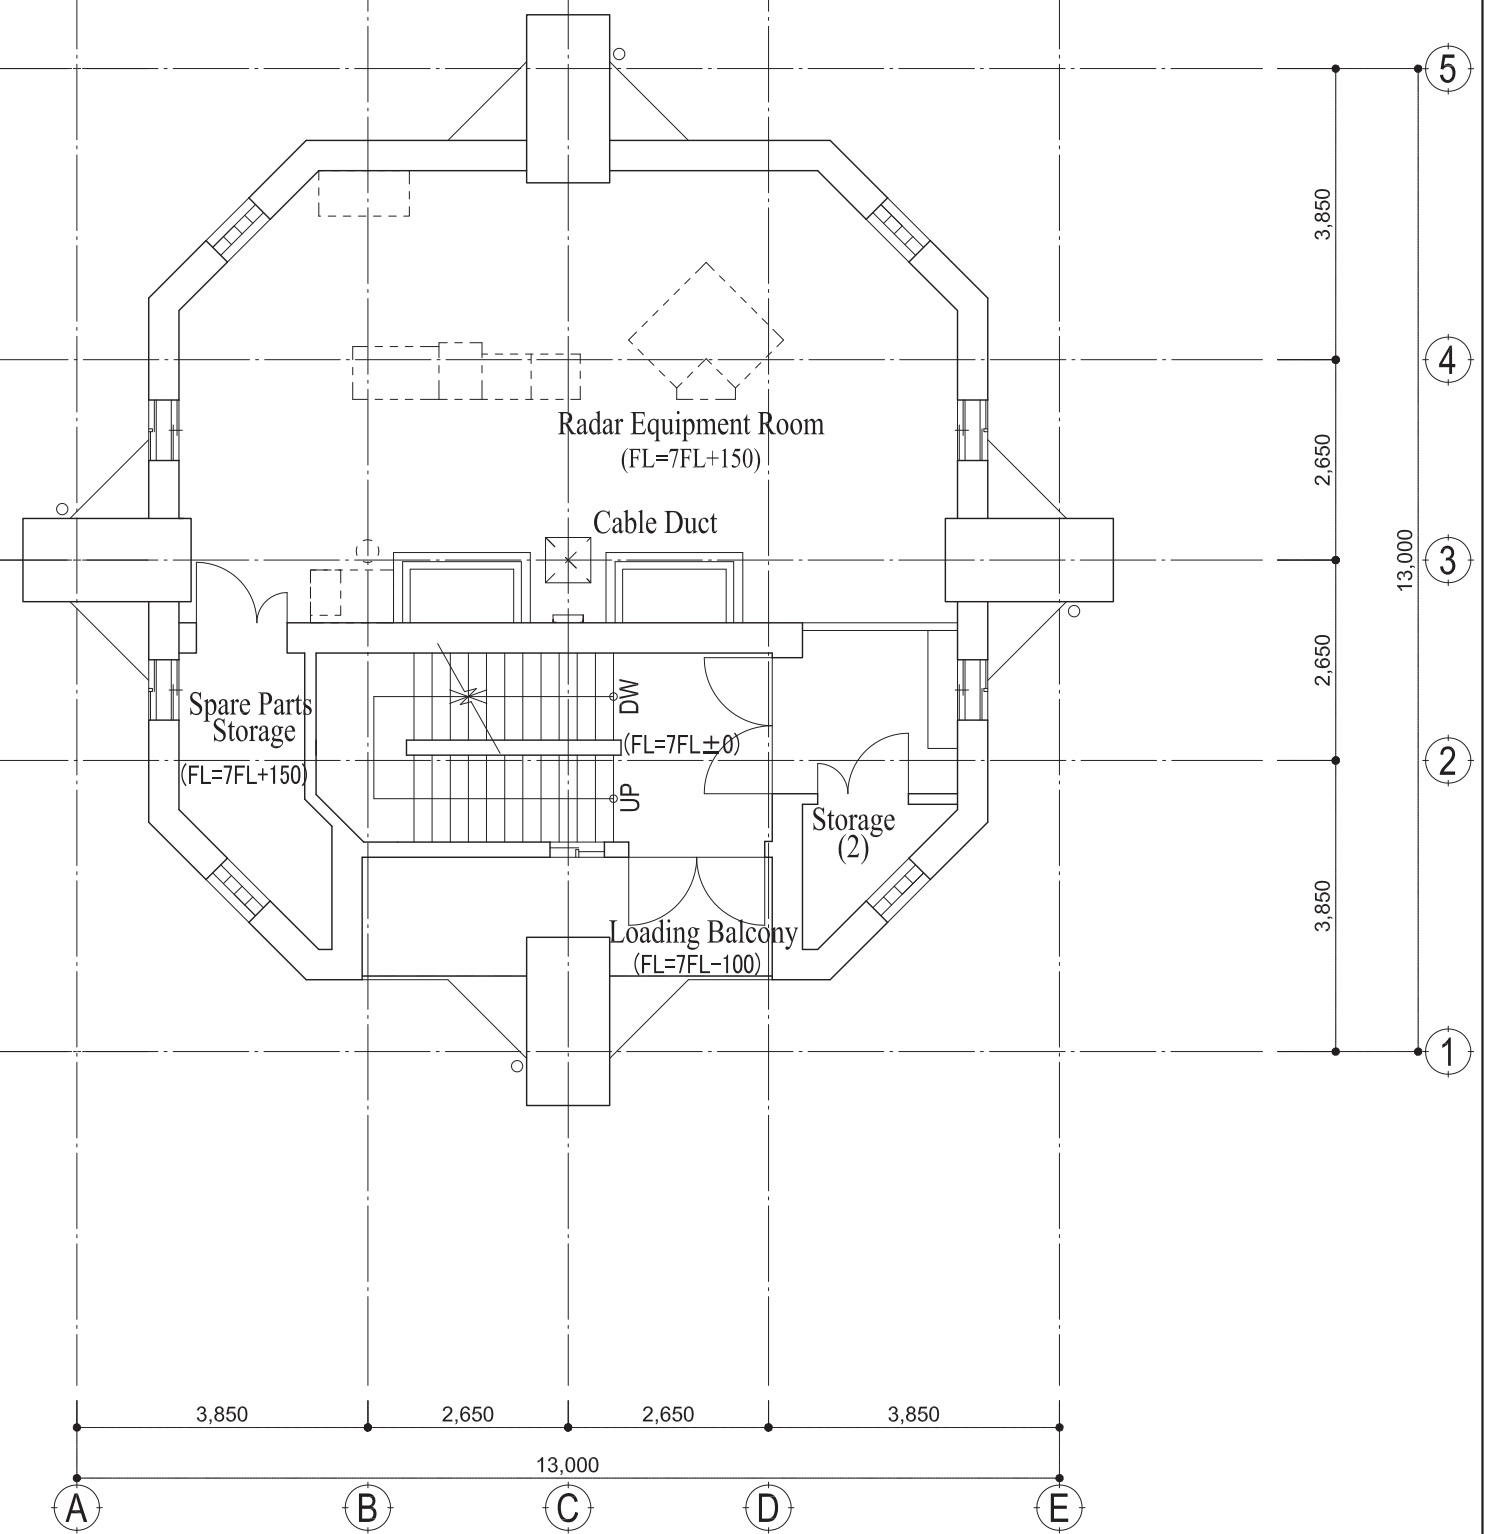 5
3,850
4
Radar Equipment Room
(FL=7FL+150)
2,650
Cable Duct
13,000
3
2,650
DW
Spare Parts
Storage
(FL=7FL±0)
(FL=7FL+150)
2
UP
Storage
(2)
3,850
Loading Balcony
(FL=7FL-100)
1
3,850
2,650
2,650
3,850
13,000
A
B
C
D
E